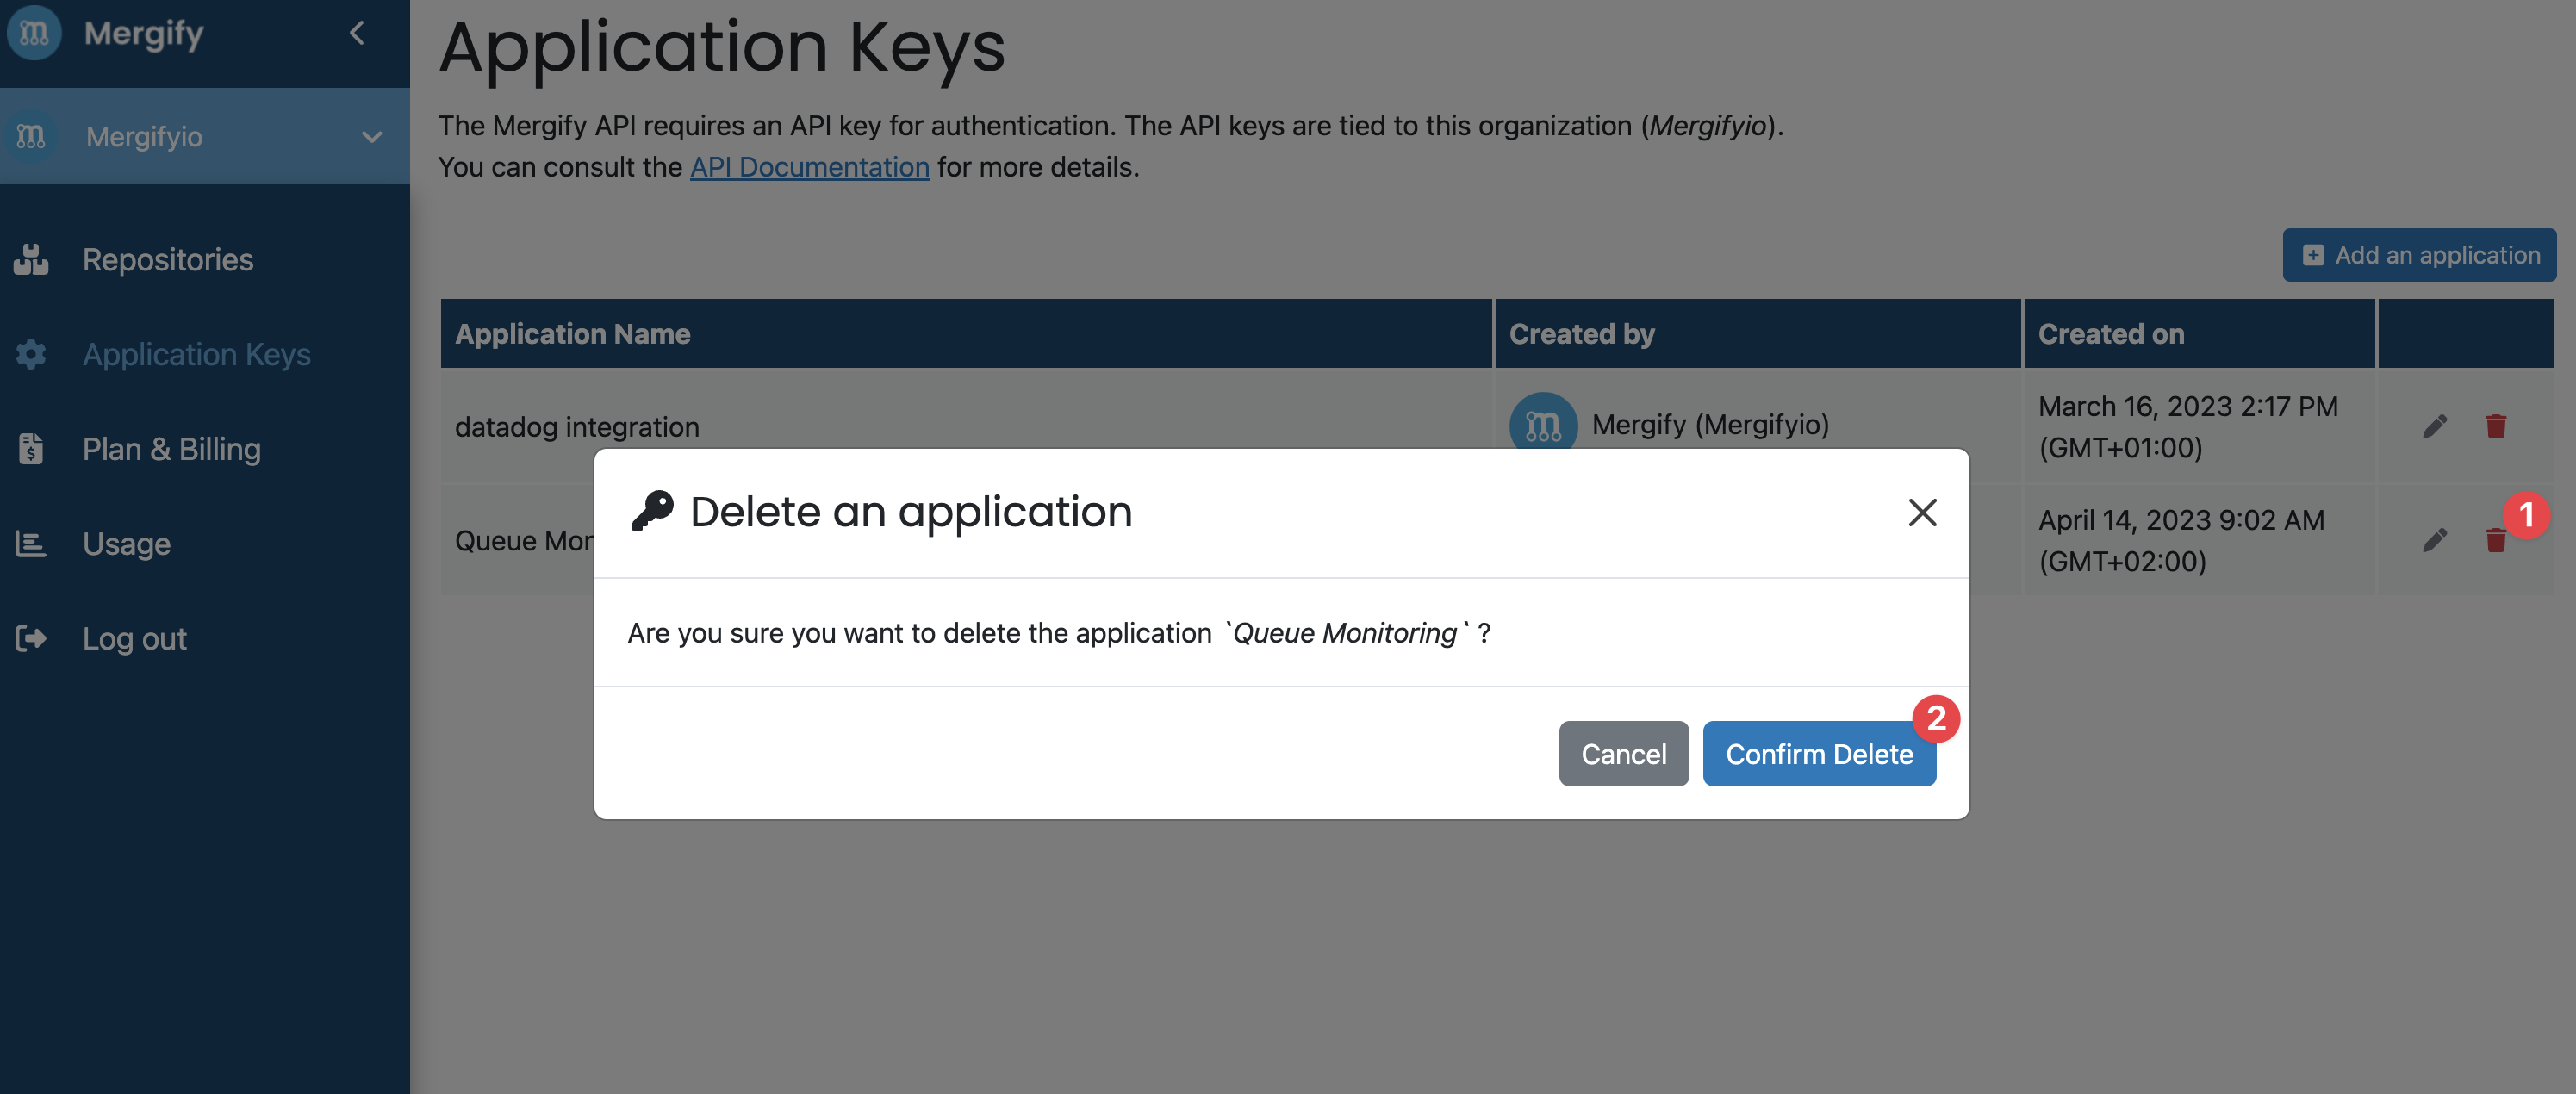 Mergify
Mergifyio
Repositories
Application Keys
Plan & Billing
Usage
Log out
Application Keys
The Mergify API requires an API key for authentication. The API keys are tied to this organization (Mergifyio).
You can consult the API Documentation for more details.
Add an application
Application Name Created by Created on
datadog integration Mergify (Mergifyio) March 16, 2023 2:17 PM
(GMT+01:00)
Queue Mon April 14, 2023 9:02 AM
(GMT+02:00)
1
Delete an application
Are you sure you want to delete the application `Queue Monitoring` ?
Cancel Confirm Delete
2